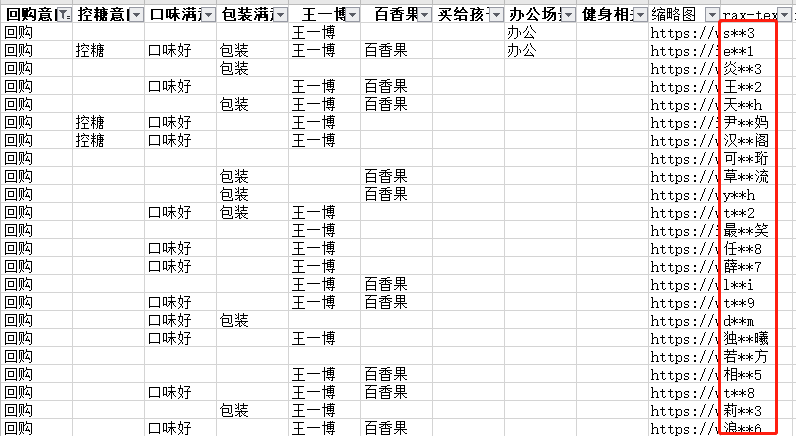 回购意 控糖意 口味满 包装满 王一博 百香果 买给孩 办公场 健身相 缩略图 rax-tex
回购 王一博 办公 https:// s**3
回购 控糖 口味好 包装 王一博 百香果 办公 https:// e**1
回购 包装 https:// 炎**3
回购 口味好 王一博 百香果 https:// 王**2
回购 包装 王一博 百香果 https:// 天**h
回购 控糖 口味好 王一博 https:// 尹**妈
回购 控糖 口味好 王一博 https:// 汉**阁
回购 https:// 可**珩
回购 包装 百香果 https:// 草**流
回购 包装 百香果 https:// y**h
回购 口味好 包装 王一博 https:// t**2
回购 王一博 https:// 最**笑
回购 口味好 王一博 https:// 任**8
回购 口味好 王一博 https:// 薛**7
回购 王一博 百香果 https:// l**i
回购 口味好 王一博 百香果 https:// t**9
回购 口味好 包装 https:// d**m
回购 口味好 王一博 https:// 独**曦
回购 https:// 若**方
回购 王一博 百香果 https:// 相**5
回购 口味好 王一博 百香果 https:// t**8
回购 包装 王一博 https:// 莉**3
回购 口味好 王一博 百香果 https:// 浪**6